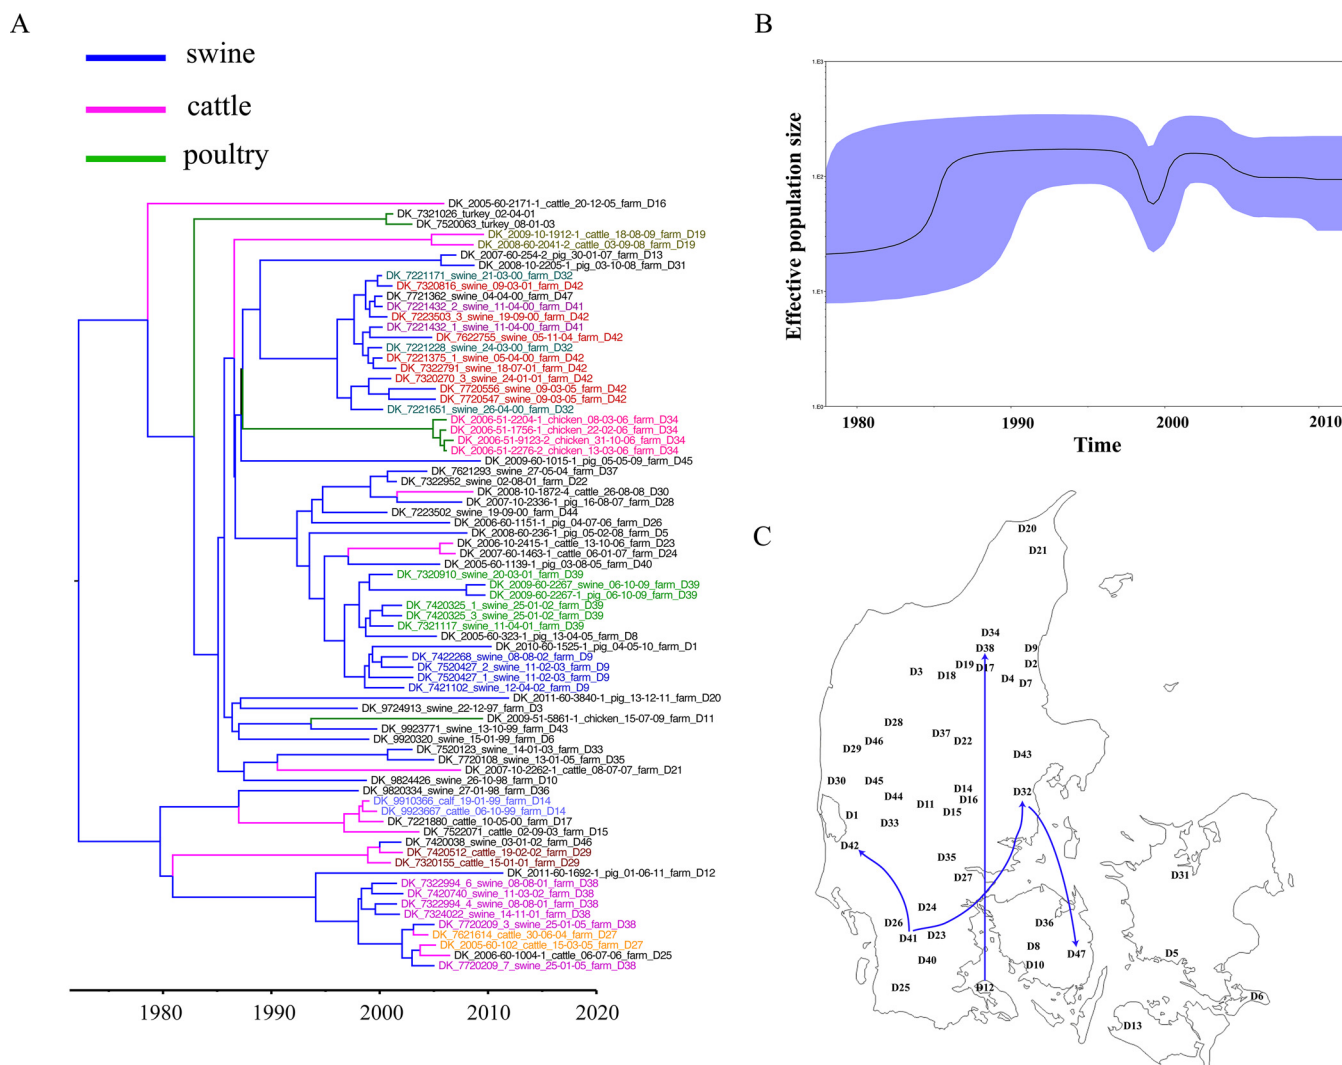 A
swine
cattle
poultry
DK_2005-60-2171-1_cattle_20-12-05_farm_D16
DK_7321026_turkey_02-04-01
DK_7520063_turkey_08-01-03
DK_2009-10-1912-1_cattle_18-08-09_farm_D19
DK_2008-60-2041-2_cattle_03-09-08_farm_D19
DK_2007-60-254-2_pig_30-01-07_farm_D13
DK_2008-10-2205-1_pig_03-10-08_farm_D31
DK_7221171_swine_21-03-00_farm_D32
DK_7320816_swine_09-03-01_farm_D42
DK_7721362_swine_04-04-00_farm_D47
DK_7221432_2_swine_11-04-00_farm_D41
DK_7223503_3_swine_19-09-00_farm_D42
DK_7221432_1_swine_11-04-00_farm_D41
DK_7622755_swine_05-11-04_farm_D42
DK_7221228_swine_24-03-00_farm_D32
DK_7221375_1_swine_05-04-00_farm_D42
DK_7322791_swine_18-07-01_farm_D42
DK_7320270_3_swine_24-01-01_farm_D42
DK_7720556_swine_09-03-05_farm_D42
DK_7720547_swine_09-03-05_farm_D42
DK_7221651_swine_26-04-00_farm_D32
DK_2006-51-2204-1_chicken_08-03-06_farm_D34
DK_2006-51-1756-1_chicken_22-02-06_farm_D34
DK_2006-51-9123-2_chicken_31-10-06_farm_D34
DK_2006-51-2276-2_chicken_13-03-06_farm_D34
DK_2009-60-1015-1_pig_05-05-09_farm_D45
DK_7621293_swine_27-05-04_farm_D37
DK_7322952_swine_02-08-01_farm_D22
DK_2008-10-1872-4_cattle_26-08-08_farm_D30
DK_2007-10-2336-1_pig_16-08-07_farm_D28
DK_7223502_swine_19-09-00_farm_D44
DK_2006-60-1151-1_pig_04-07-06_farm_D26
DK_2008-60-236-1_pig_05-02-08_farm_D5
DK_2006-10-2415-1_cattle_13-10-06_farm_D23
DK_2007-60-1463-1_cattle_06-01-07_farm_D24
DK_2005-60-1139-1_pig_03-08-05_farm_D40
DK_7320910_swine_20-03-01_farm_D39
DK_2009-60-2267_swine_06-10-09_farm_D39
DK_2009-60-2267-1_pig_06-10-09_farm_D39
DK_7420325_1_swine_25-01-02_farm_D39
DK_7420325_3_swine_25-01-02_farm_D39
DK_7321117_swine_11-04-01_farm_D39
DK_2005-60-323-1_pig_13-04-05_farm_D8
DK_2010-60-1525-1_pig_04-05-10_farm_D1
DK_7422268_swine_08-08-02_farm_D9
DK_7520427_2_swine_11-02-03_farm_D9
DK_7520427_1_swine_11-02-03_farm_D9
DK_7421102_swine_12-04-02_farm_D9
DK_2011-60-3840-1_pig_13-12-11_farm_D20
DK_9724913_swine_22-12-97_farm_D3
DK_2009-51-5861-1_chicken_15-07-09_farm_D11
DK_9923771_swine_13-10-99_farm_D43
DK_9920320_swine_15-01-99_farm_D6
DK_7520123_swine_14-01-03_farm_D33
DK_7720108_swine_13-01-05_farm_D35
DK_2007-10-2262-1_cattle_08-07-07_farm_D21
DK_9824426_swine_26-10-98_farm_D10
DK_9820334_swine_27-01-98_farm_D36
DK_9910366_calf_19-01-99_farm_D14
DK_9923667_cattle_06-10-99_farm_D14
DK_7221880_cattle_10-05-00_farm_D17
DK_7522071_cattle_02-09-03_farm_D15
DK_7420038_swine_03-01-02_farm_D46
DK_7420512_cattle_19-02-02_farm_D29
DK_7320155_cattle_15-01-01_farm_D29
DK_2011-60-1692-1_pig_01-06-11_farm_D12
DK_7322994_6_swine_08-08-01_farm_D38
DK_7420740_swine_11-03-02_farm_D38
DK_7322994_4_swine_08-08-01_farm_D38
DK_7324022_swine_14-11-01_farm_D38
DK_7720209_3_swine_25-01-05_farm_D38
DK_7621614_cattle_30-06-04_farm_D27
DK_2005-60-102_cattle_15-03-05_farm_D27
DK_2006-60-1004-1_cattle_06-07-06_farm_D25
DK_7720209_7_swine_25-01-05_farm_D38
1980 1990 2000 2010 2020
B
Effective population size
1.E3
1.E2
1.E1
1.E0
1980 1990 2000 2010
Time
C
D20
D21
D34
D38 D9
D19 D17 D2
D3 D18 D4
D7
D28
D37
D46 D22
D29
D43
D30 D45
D14 D32
D44 D16
D11
D1 D15
D33
D42
D35
D27 D31
D24
D26 D36
D41 D23
D8
D40 D47 D5
D10
D25 D12
D6
D13